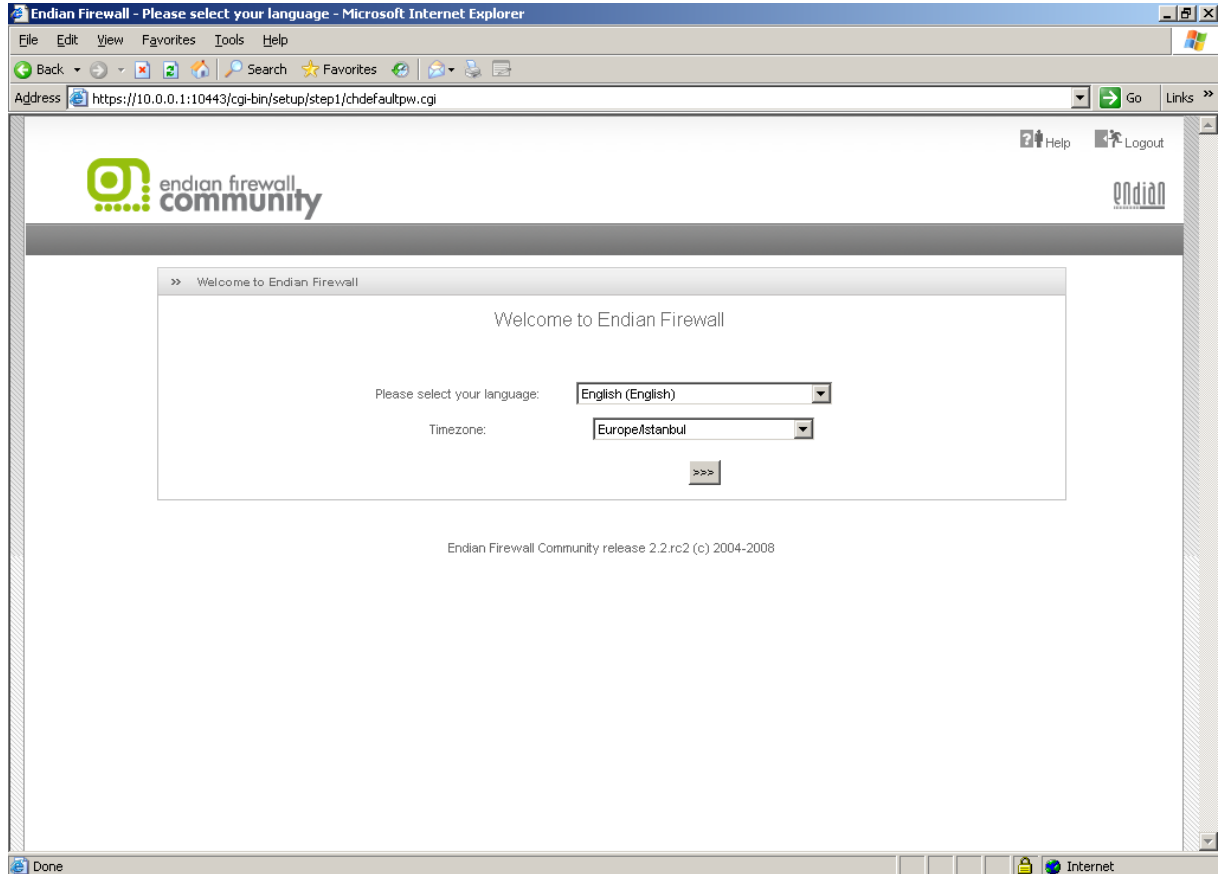 Endian Firewall - Please select your language - Microsoft Internet Explorer
File Edit View Favorites Tools Help
Back Search Favorites
Address https://10.0.0.1:10443/cgi-bin/setup/step1/chdefaultpw.cgi Go Links »
? Help Logout
endian firewall
community
endian
»» Welcome to Endian Firewall
Welcome to Endian Firewall
Please select your language: English (English)
Timezone: Europe/Istanbul
>>>
Endian Firewall Community release 2.2.rc2 (c) 2004-2008
Done Internet